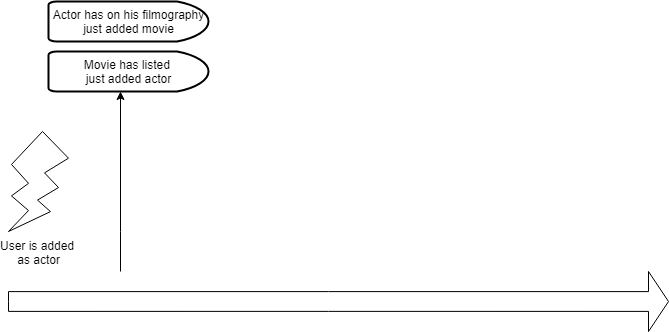 Actor has on his filmography
just added movie
Movie has listed
just added actor
User is added
as actor